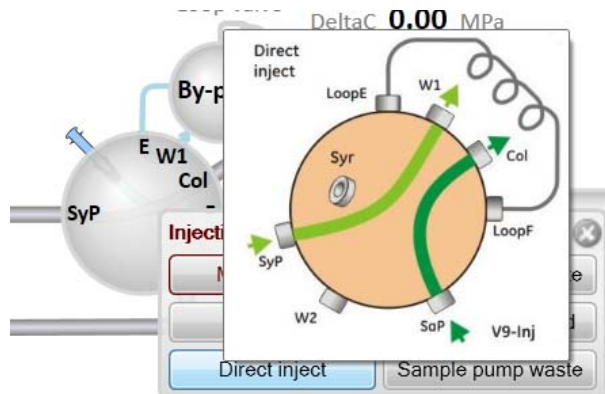 DeltaC 0.00 MPa
Direct
inject
LoopE
W1
Col
Syr
LoopF
SyP
W2
SaP
V9-Inj
By-p
E
W1
Col
SyP
Injecti
Direct inject
Sample pump waste